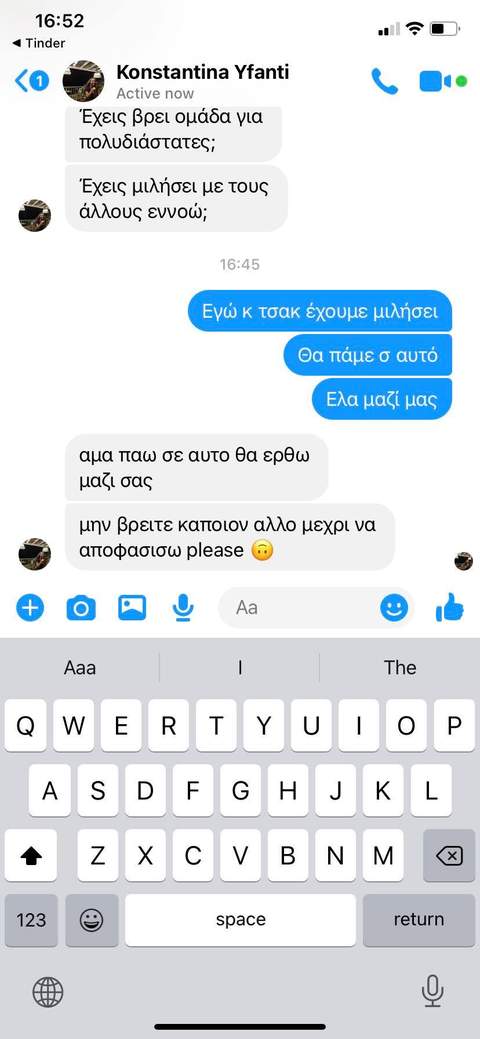 16:52
◀ Tinder
1
Konstantina Yfanti
Active now
Έχεις βρει ομάδα για
πολυδιάστατες;
Έχεις μιλήσει με τους
άλλους εννοώ;
16:45
Εγώ κ τσακ έχουμε μιλήσει
Θα πάμε σ αυτό
Ελα μαζί μας
αμα παω σε αυτο θα ερθω
μαζι σας
μην βρειτε καποιον αλλο μεχρι να
αποφασισω please 🙃
Aa
Aaa I The
Q W E R T Y U I O P
A S D F G H J K L
Z X C V B N M
123 space return